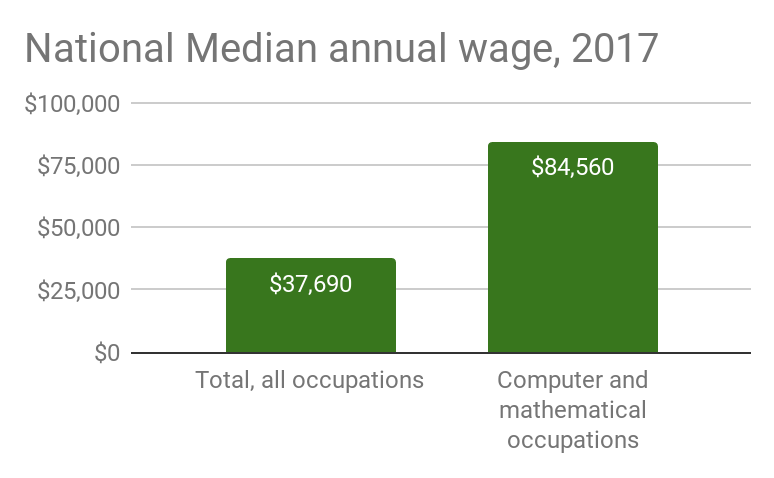 National Median annual wage, 2017
$100,000
$75,000
$84,560
$50,000
$25,000
$37,690
$0
Total, all occupations
Computer and
mathematical
occupations